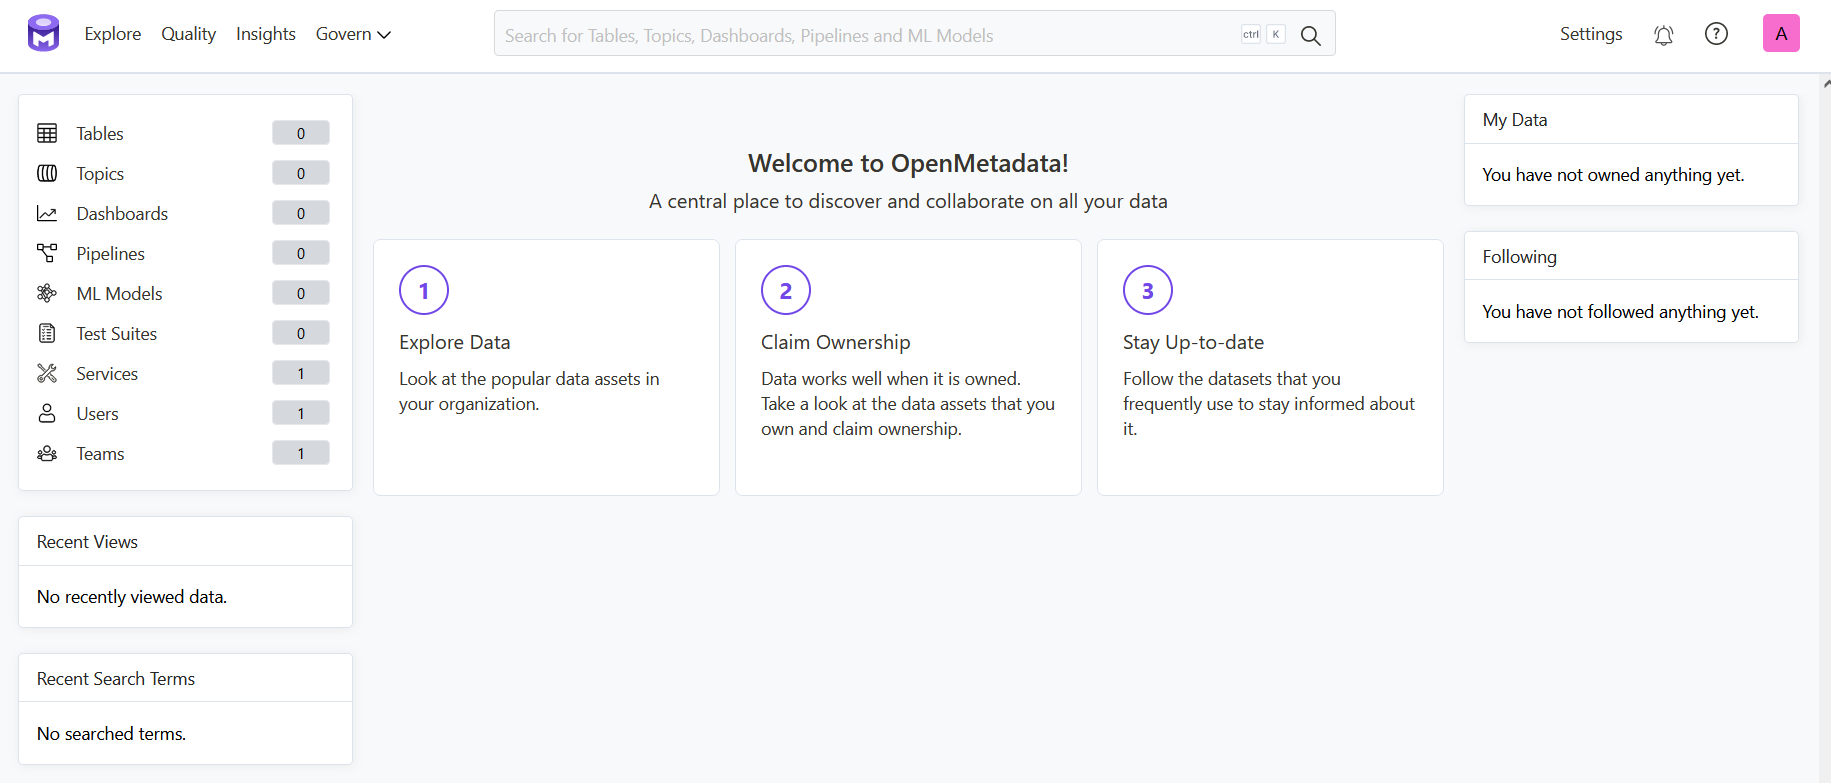 M Explore Quality Insights Govern
Search for Tables, Topics, Dashboards, Pipelines and ML Models ctrl K
Settings ? A
Tables 0
Topics 0
Dashboards 0
Pipelines 0
ML Models 0
Test Suites 0
Services 1
Users 1
Teams 1
Recent Views
No recently viewed data.
Recent Search Terms
No searched terms.
Welcome to OpenMetadata!
A central place to discover and collaborate on all your data
1
Explore Data
Look at the popular data assets in
your organization.
2
Claim Ownership
Data works well when it is owned.
Take a look at the data assets that you
own and claim ownership.
3
Stay Up-to-date
Follow the datasets that you
frequently use to stay informed about
it.
My Data
You have not owned anything yet.
Following
You have not followed anything yet.